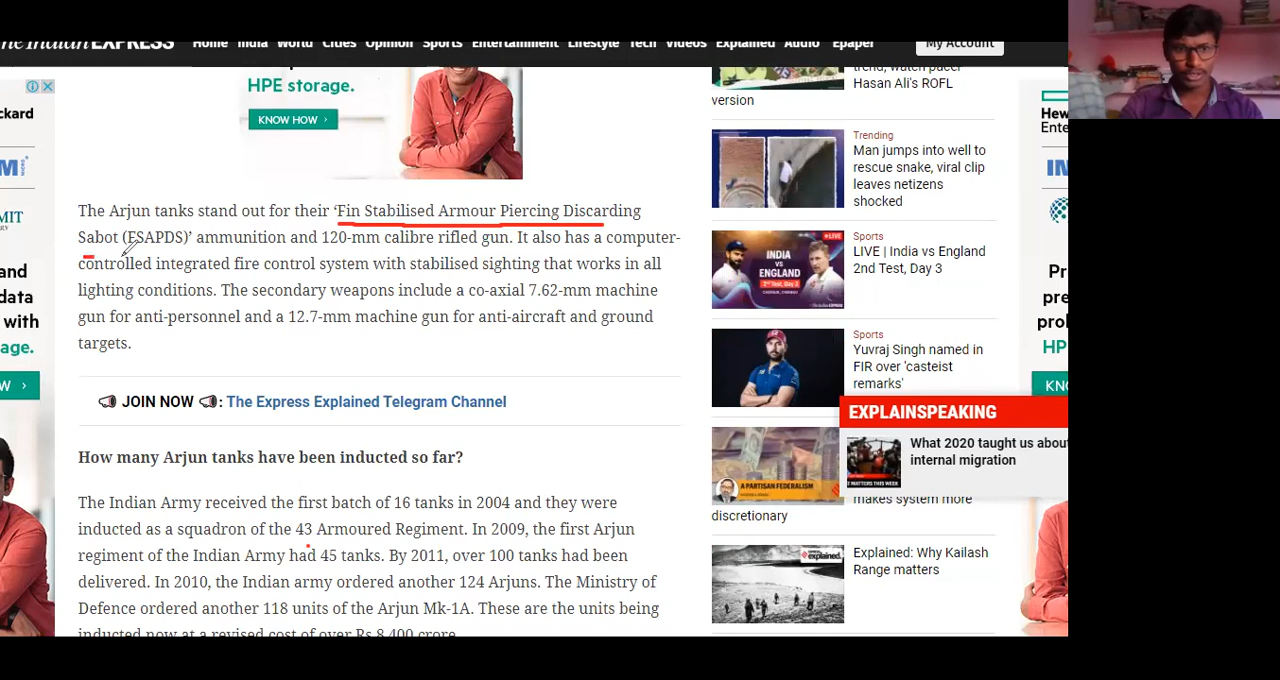 The Indian EXPRESS
Home India World Cities Opinion Sports Entertainment Lifestyle Tech Videos Explained Audio Epaper
My Account
HPE storage.
KNOW HOW ›
The Arjun tanks stand out for their ‘Fin Stabilised Armour Piercing Discarding
Sabot (FSAPDS)’ ammunition and 120-mm calibre rifled gun. It also has a computer-
controlled integrated fire control system with stabilised sighting that works in all
lighting conditions. The secondary weapons include a co-axial 7.62-mm machine
gun for anti-personnel and a 12.7-mm machine gun for anti-aircraft and ground
targets.
JOIN NOW : The Express Explained Telegram Channel
How many Arjun tanks have been inducted so far?
The Indian Army received the first batch of 16 tanks in 2004 and they were
inducted as a squadron of the 43 Armoured Regiment. In 2009, the first Arjun
regiment of the Indian Army had 45 tanks. By 2011, over 100 tanks had been
delivered. In 2010, the Indian army ordered another 124 Arjuns. The Ministry of
Defence ordered another 118 units of the Arjun Mk-1A. These are the units being
inducted now at a revised cost of over Rs 8,400 crore.
trend, watch pacer
Hasan Ali's ROFL
version
Trending
Man jumps into well to
rescue snake, viral clip
leaves netizens
shocked
Sports
LIVE | India vs England
2nd Test, Day 3
LIVE
INDIA
VS
ENGLAND
Sports
Yuvraj Singh named in
FIR over 'casteist
remarks'
EXPLAINSPEAKING
What 2020 taught us about
internal migration
A PARTISAN FEDERALISM
makes system more
discretionary
Explained: Why Kailash
Range matters
explained.
ckard
MIT
and
data
with
age.
W ›
Hew
Ente
IN
Pr
pre
prol
HP
KN